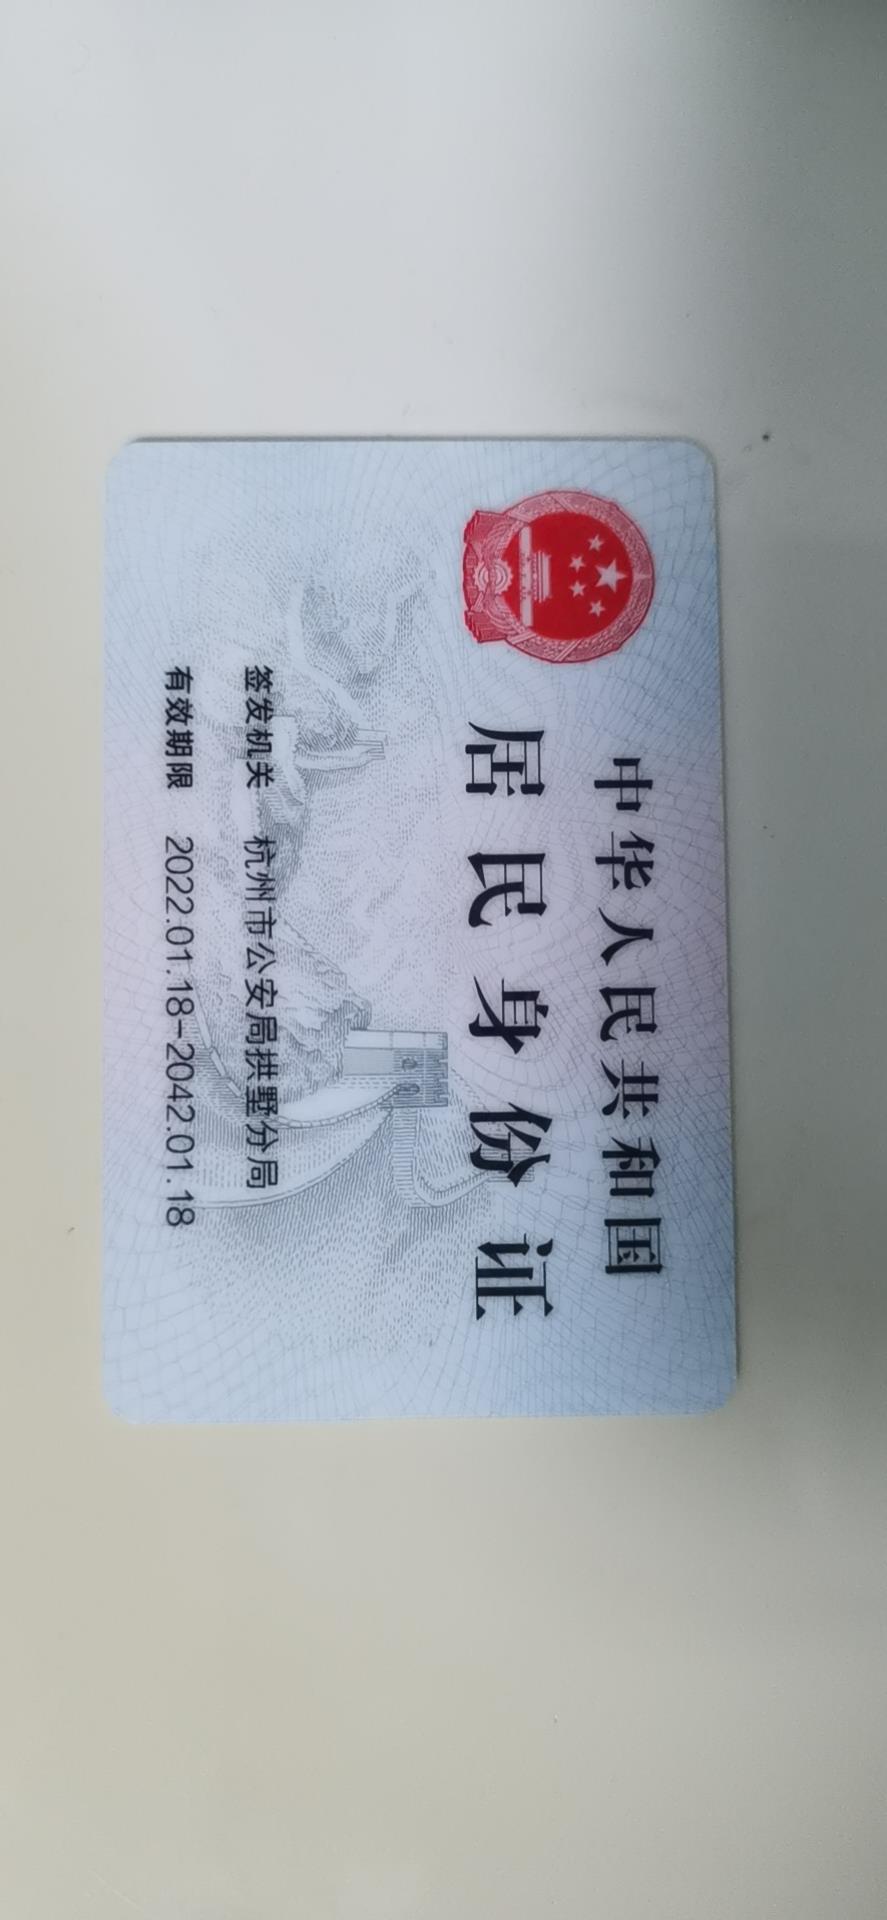 中华人民共和国
居民身份证
签发机关 杭州市公安局拱墅分局
有效期限 2022.01.18-2042.01.18